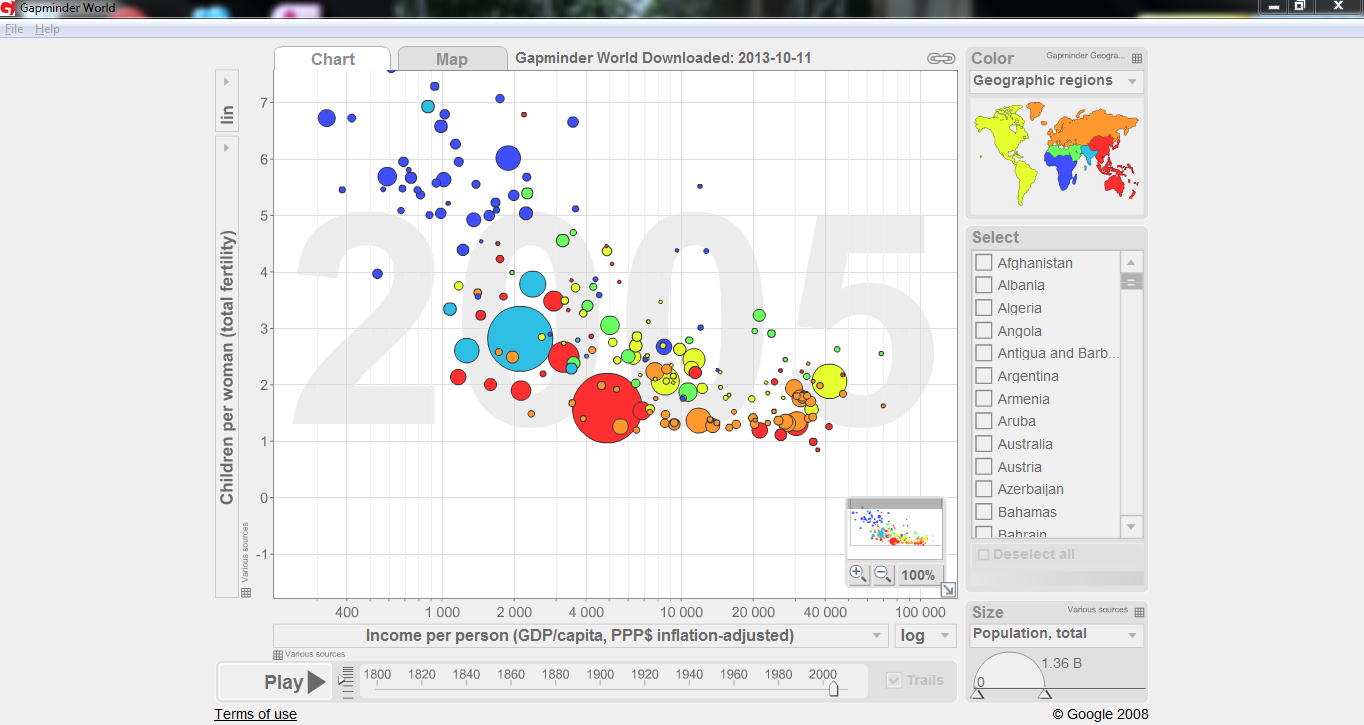 Gapminder World
File Help
Chart
Map
Gapminder World Downloaded: 2013-10-11
lin
Children per woman (total fertility)
Various sources
2005
7
6
5
4
3
2
1
0
-1
400
1 000
2 000
4 000
10 000
20 000
40 000
100 000
100%
Income per person (GDP/capita, PPP$ inflation-adjusted)
log
Various sources
Play
1800 1820 1840 1860 1880 1900 1920 1940 1960 1980 2000
Trails
Terms of use
Color
Gapminder Geogra...
Geographic regions
Select
Afghanistan
Albania
Algeria
Angola
Antigua and Barb...
Argentina
Armenia
Aruba
Australia
Austria
Azerbaijan
Bahamas
Bahrain
Deselect all
Size
Various sources
Population, total
1.36 B
0
© Google 2008